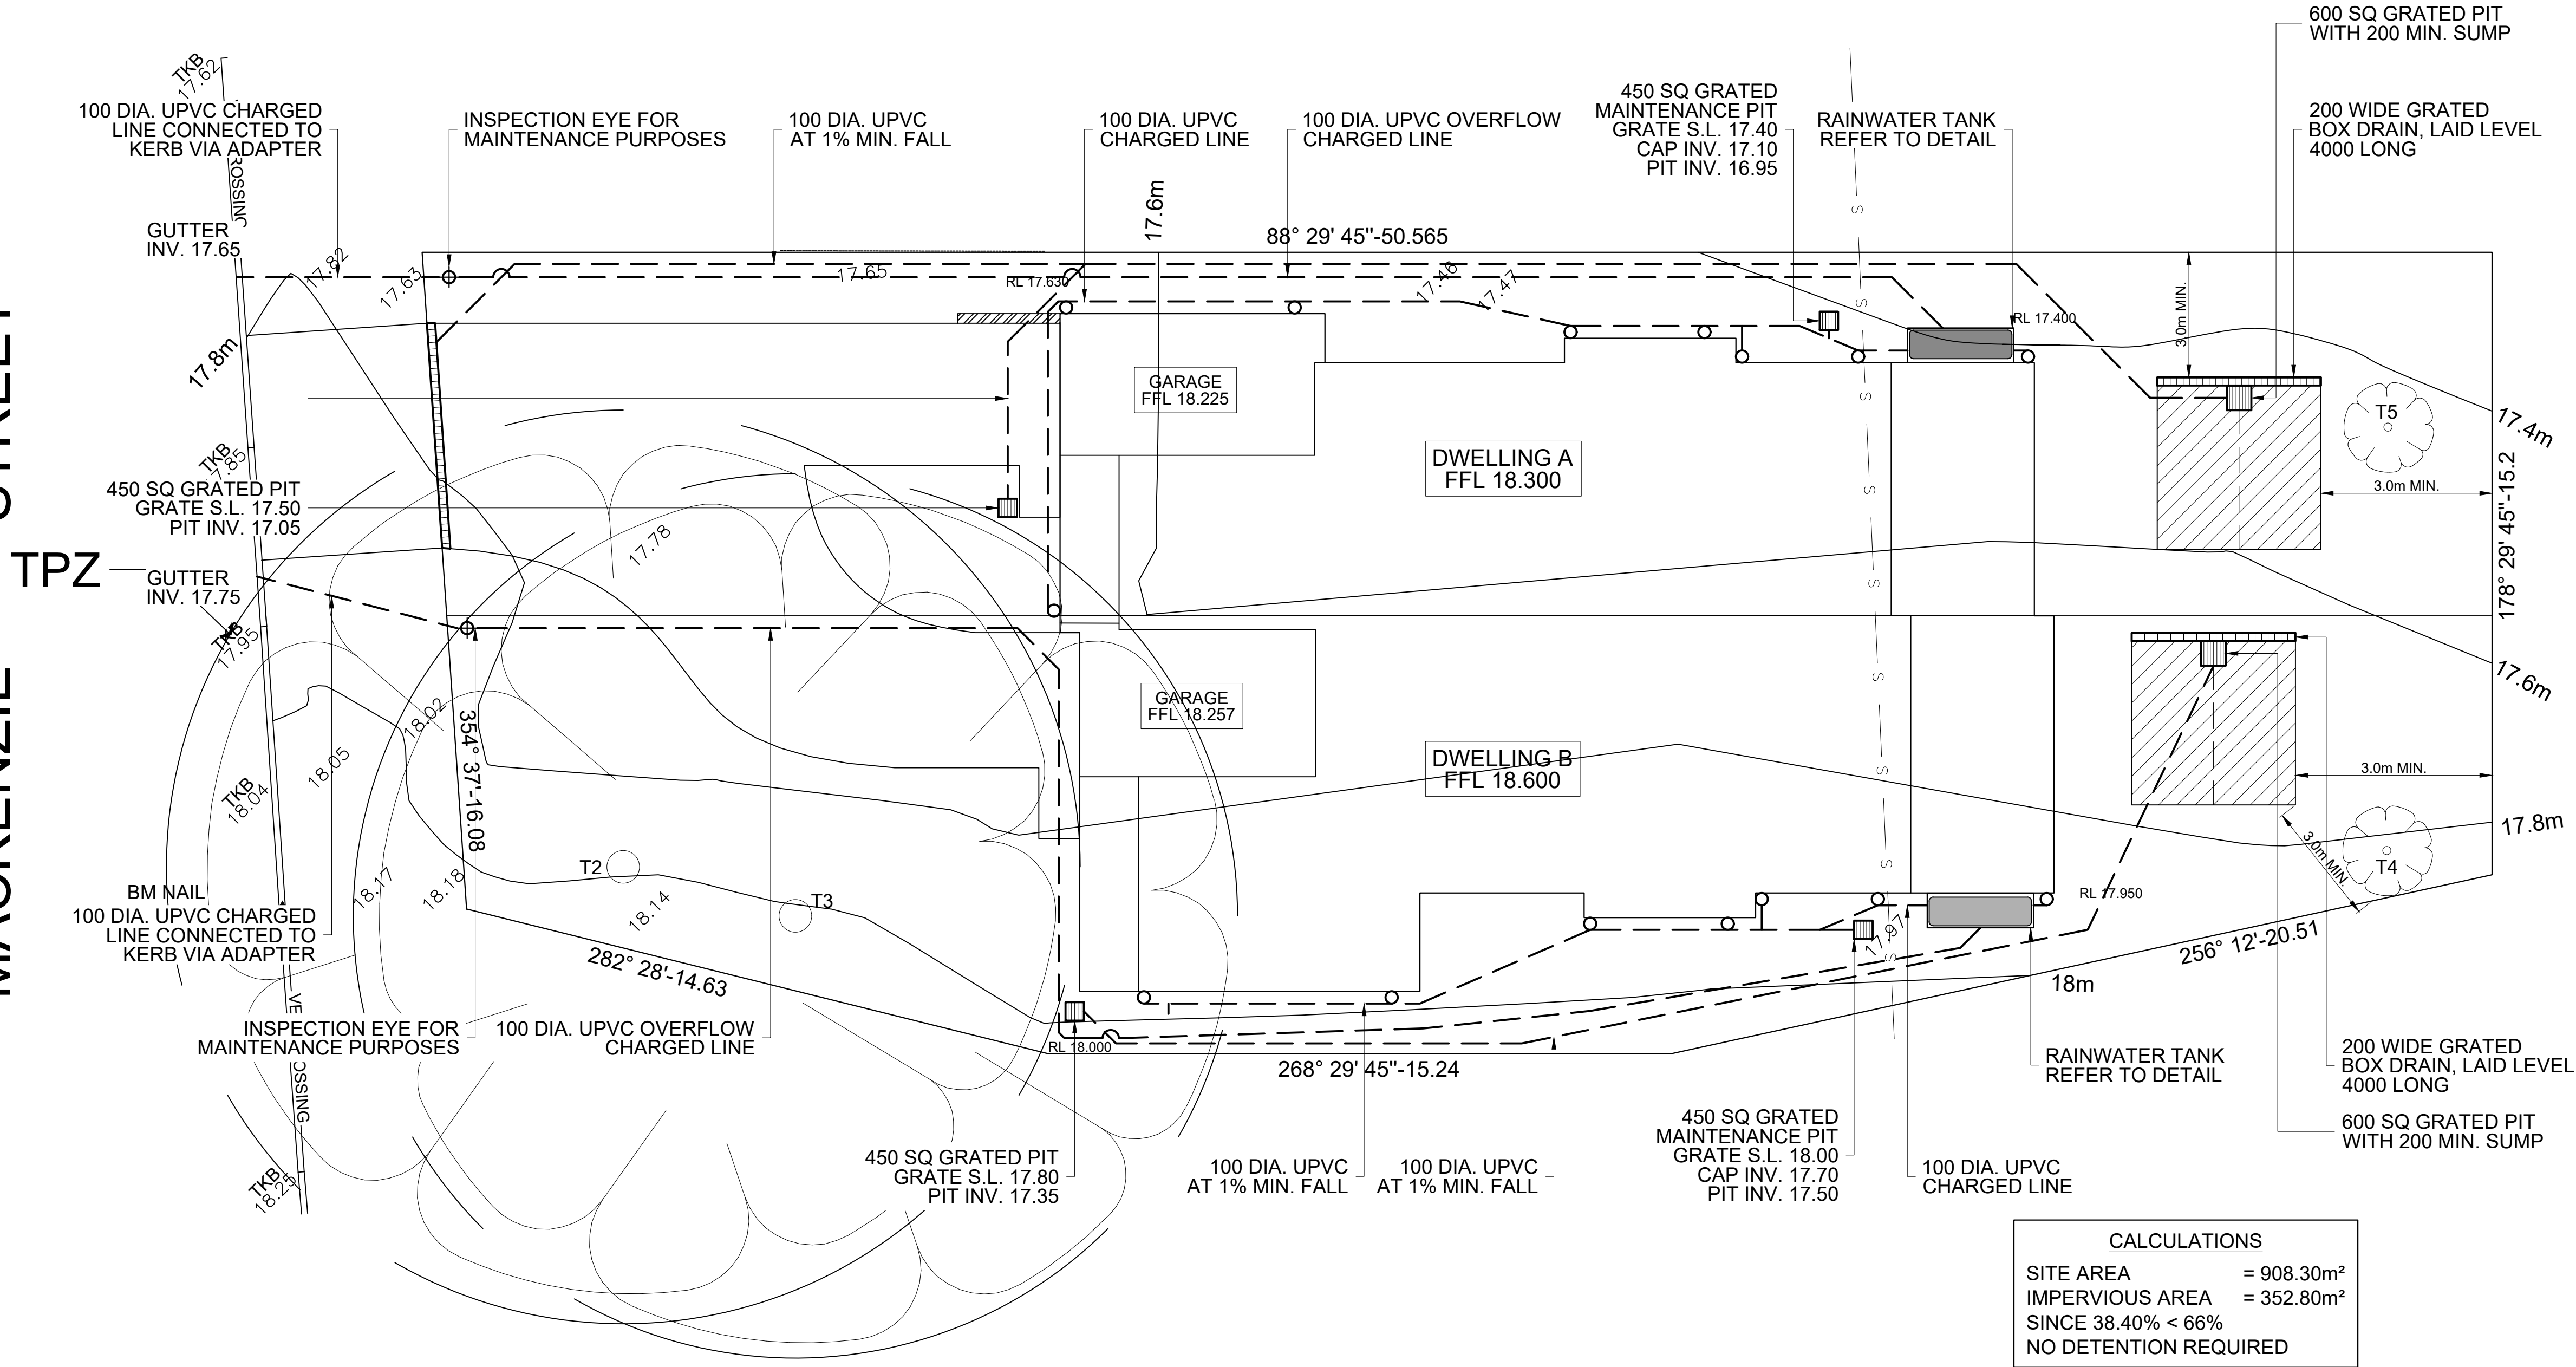 600 SQ GRATED PIT
WITH 200 MIN. SUMP
TKB
17.62
100 DIA. UPVC CHARGED
LINE CONNECTED TO
KERB VIA ADAPTER
INSPECTION EYE FOR
MAINTENANCE PURPOSES
100 DIA. UPVC
AT 1% MIN. FALL
100 DIA. UPVC
CHARGED LINE
100 DIA. UPVC OVERFLOW
CHARGED LINE
450 SQ GRATED
MAINTENANCE PIT
GRATE S.L. 17.40
CAP INV. 17.10
PIT INV. 16.95
RAINWATER TANK
REFER TO DETAIL
200 WIDE GRATED
BOX DRAIN, LAID LEVEL
4000 LONG
ROSSING
GUTTER
INV. 17.65
17.6m
88° 29' 45"-50.565
17.82
17.63
17.65
RL 17.630
17.46
17.47
S
3.0m MIN.
RL 17.400
17.8m
GARAGE
FFL 18.225
S
T5
17.4m
TKB
17.85
DWELLING A
FFL 18.300
450 SQ GRATED PIT
GRATE S.L. 17.50
PIT INV. 17.05
S
3.0m MIN.
178° 29' 45"-15.2
17.78
TPZ
GUTTER
INV. 17.75
S
TKB
17.95
S
17.6m
GARAGE
FFL 18.257
18.02
354° 37'-16.08
18.05
DWELLING B
FFL 18.600
S
3.0m MIN.
TKB
18.04
17.8m
T2
T3
S
3.0m MIN.
T4
BM NAIL
18.17
18.18
18.14
RL 17.950
100 DIA. UPVC CHARGED
LINE CONNECTED TO
KERB VIA ADAPTER
17.97
S
256° 12'-20.51
282° 28'-14.63
18m
VE
OSSING
INSPECTION EYE FOR
MAINTENANCE PURPOSES
100 DIA. UPVC OVERFLOW
CHARGED LINE
RL 18.000
268° 29' 45"-15.24
RAINWATER TANK
REFER TO DETAIL
200 WIDE GRATED
BOX DRAIN, LAID LEVEL
4000 LONG
600 SQ GRATED PIT
WITH 200 MIN. SUMP
TKB
18.25
450 SQ GRATED PIT
GRATE S.L. 17.80
PIT INV. 17.35
100 DIA. UPVC
AT 1% MIN. FALL
100 DIA. UPVC
AT 1% MIN. FALL
450 SQ GRATED
MAINTENANCE PIT
GRATE S.L. 18.00
CAP INV. 17.70
PIT INV. 17.50
100 DIA. UPVC
CHARGED LINE
CALCULATIONS
SITE AREA = 908.30m²
IMPERVIOUS AREA = 352.80m²
SINCE 38.40% < 66%
NO DETENTION REQUIRED